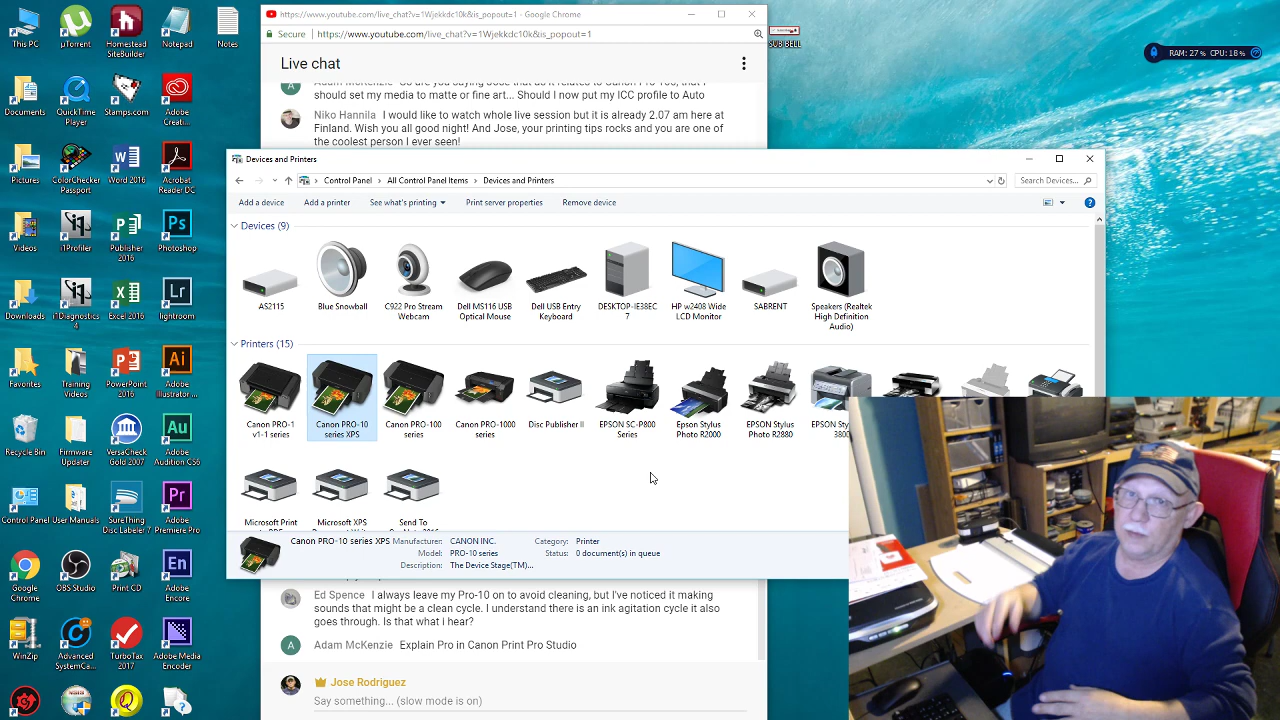 This PC
µTorrent
Homestead
SiteBuilder
Notepad
Notes
Documents
QuickTime
Player
Stamps.com
Adobe
Creati...
Pictures
ColorChecker
Passport
Word 2016
Acrobat
Reader DC
Videos
i1Profiler
Publisher
2016
Photoshop
Downloads
i1Diagnostics
4
Excel 2016
lightroom
Favorites
Training
Videos
PowerPoint
2016
Adobe
Illustrator ...
Recycle Bin
Firmware
Updater
VersaCheck
Gold 2007
Adobe
Audition CS6
Control Panel
User Manuals
SureThing
Disc Labeler 7
Adobe
Premiere Pro
Google
Chrome
OBS Studio
Print CD
Adobe
Encore
WinZip
Advanced
SystemCa...
TurboTax
2017
Adobe Media
Encoder
https://www.youtube.com/live_chat?v=1Wjekkdc10k&is_popout=1 - Google Chrome
Secure
https://www.youtube.com/live_chat?v=1Wjekkdc10k&is_popout=1
SUB BELL
RAM: 27 % CPU: 18 %
Live chat
should set my media to matte or fine art... Should I now put my ICC profile to Auto
Niko Hannila I would like to watch whole live session but it is already 2.07 am here at
Finland. Wish you all good night! And Jose, your printing tips rocks and you are one of
the coolest person I ever seen!
Devices and Printers
Control Panel > All Control Panel Items > Devices and Printers
Search Devices...
Add a device
Add a printer
See what's printing
Print server properties
Remove device
Devices (9)
AS2115
Blue Snowball
C922 Pro Stream
Webcam
Dell MS116 USB
Optical Mouse
Dell USB Entry
Keyboard
DESKTOP-IE38EC
7
HP w2408 Wide
LCD Monitor
SABRENT
Speakers (Realtek
High Definition
Audio)
Printers (15)
Canon PRO-1
v1-1 series
Canon PRO-10
series XPS
Canon PRO-100
series
Canon PRO-1000
series
Disc Publisher II
EPSON SC-P800
Series
Epson Stylus
Photo R2000
Epson Stylus
Photo R2880
EPSON Sty
3800
Microsoft Print
Microsoft XPS
Send To
Canon PRO-10 series XPS
Manufacturer: CANON INC.
Model: PRO-10 series
Description: The Device Stage(TM)...
Category: Printer
Status: 0 document(s) in queue
Ed Spence I always leave my Pro-10 on to avoid cleaning, but I've noticed it making
sounds that might be a clean cycle. I understand there is an ink agitation cycle it also
goes through. Is that what i hear?
A Adam McKenzie Explain Pro in Canon Print Pro Studio
Jose Rodriguez
Say something... (slow mode is on)